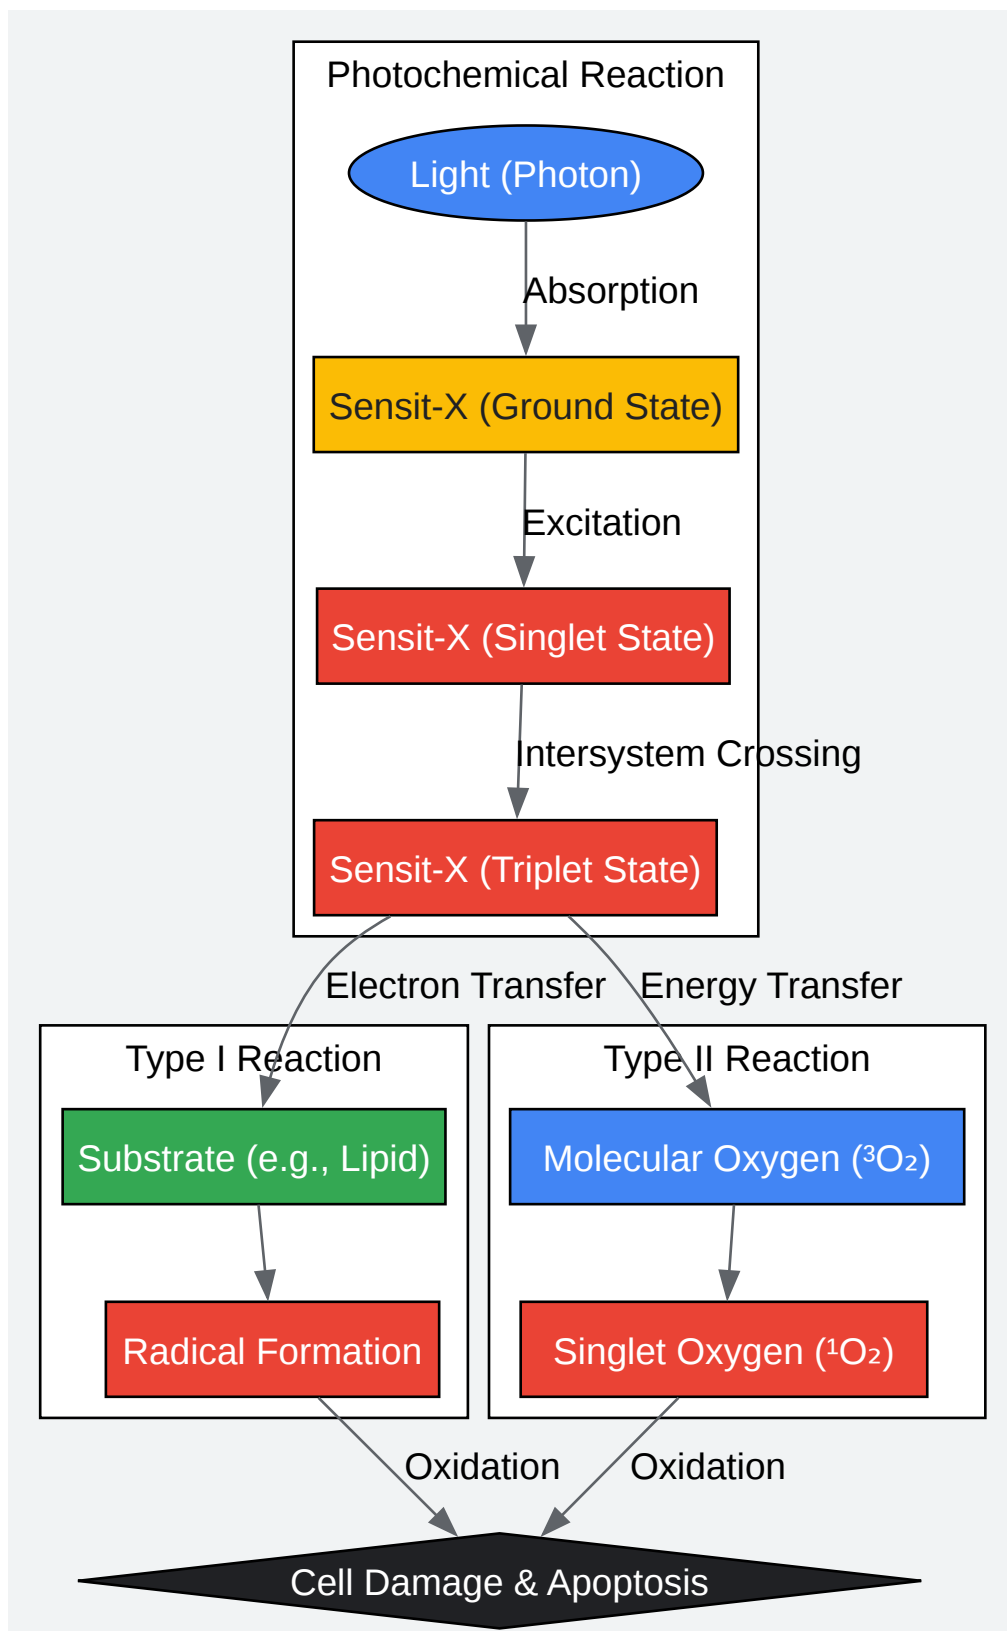 Photochemical Reaction
Light (Photon)
Absorption
Sensit-X (Ground State)
Excitation
Sensit-X (Singlet State)
Intersystem Crossing
Sensit-X (Triplet State)
Electron Transfer
Energy Transfer
Type I Reaction
Type II Reaction
Substrate (e.g., Lipid)
Molecular Oxygen (³O₂)
Radical Formation
Singlet Oxygen (¹O₂)
Oxidation
Oxidation
Cell Damage & Apoptosis